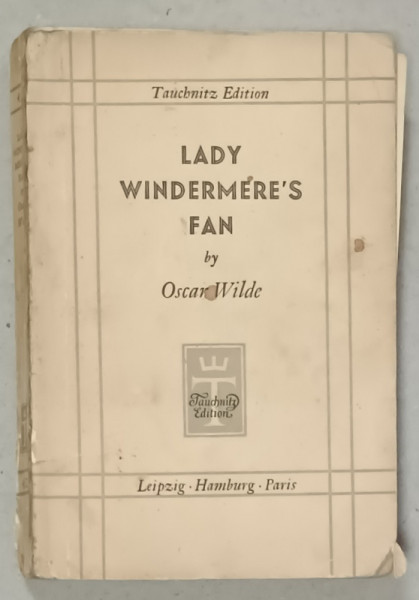 Tauchnitz Edition
LADY
WINDERMERE'S
FAN
by
Oscar Wilde
T
Tauchnitz
Edition
Leipzig · Hamburg · Paris